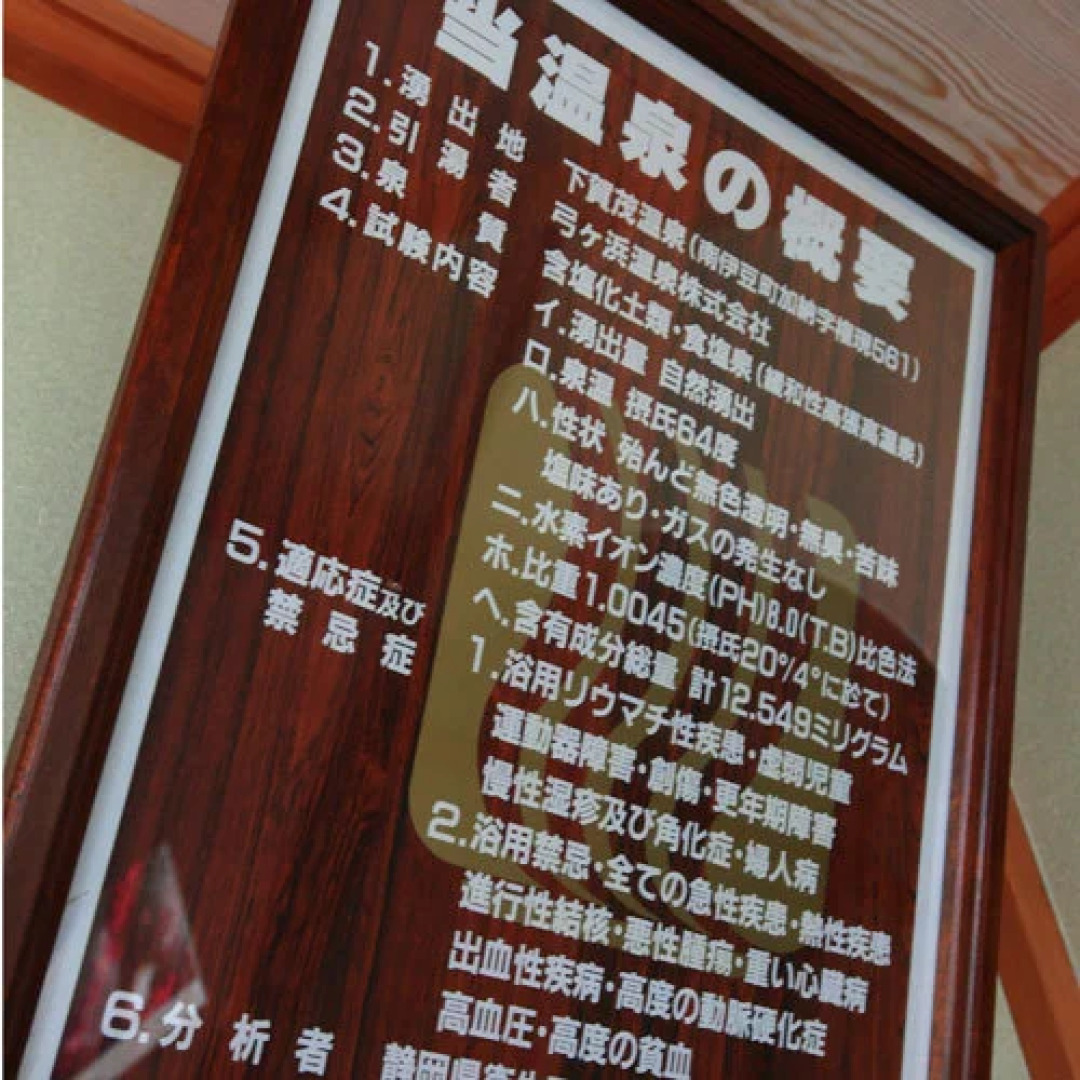 当温泉の概要
1.湧出地 下賀茂温泉(南伊豆町加納字権現561)
2.引湯者 弓ヶ浜温泉株式会社
3.泉質 含塩化土類・食塩泉(緩和性高張高温泉)
4.試験内容 イ.湧出量 自然湧出
ロ.泉温 摂氏64度
ハ.性状 殆んど無色澄明・無臭・苦味
塩味あり・ガスの発生なし
ニ.水素イオン濃度(PH)8.0(T.B)比色法
ホ.比重1.0045(摂氏20°/4°に於て)
ヘ.含有成分総量 計12.549ミリグラム
5.適応症及び禁忌症 1.浴用リウマチ性疾患・虚弱児童
運動器障害・創傷・更年期障害
慢性湿疹及び角化症・婦人病
2.浴用禁忌・全ての急性疾患・熱性疾患
進行性結核・悪性腫瘍・重い心臓病
出血性疾病・高度の動脈硬化症
高血圧・高度の貧血
6.分析者 静岡県衛生